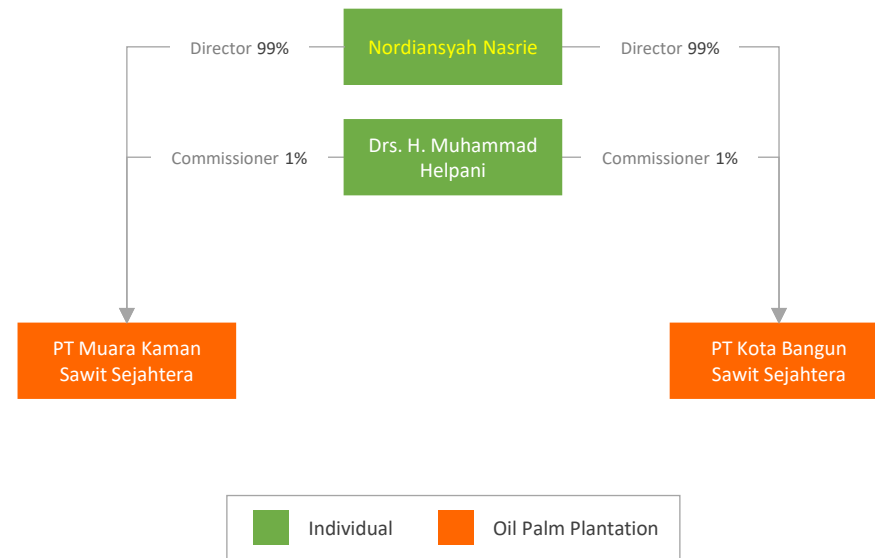 Director 99%
Nordiansyah Nasrie
Director 99%
Commissioner 1%
Drs. H. Muhammad
Helpani
Commissioner 1%
PT Muara Kaman
Sawit Sejahtera
PT Kota Bangun
Sawit Sejahtera
Individual
Oil Palm Plantation